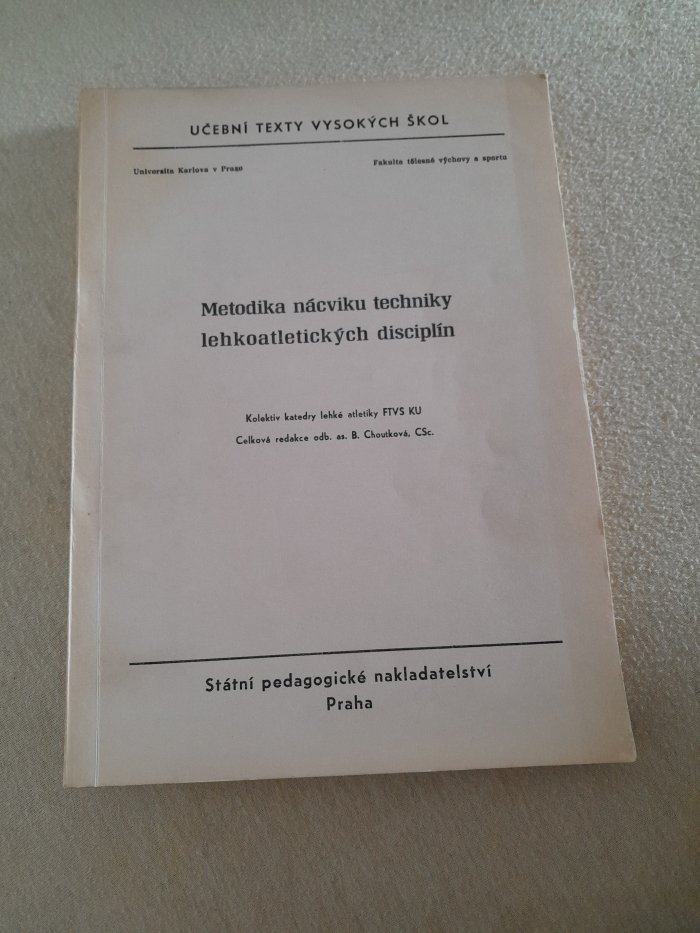 UČEBNÍ TEXTY VYSOKÝCH ŠKOL
Universita Karlova v Praze
Fakulta tělesné výchovy a sportu
Metodika nácviku techniky
lehkoatletických disciplín
Kolektiv katedry lehké atletiky FTVS KU
Celková redakce odb. as. B. Choutková, CSc.
Státní pedagogické nakladatelství
Praha